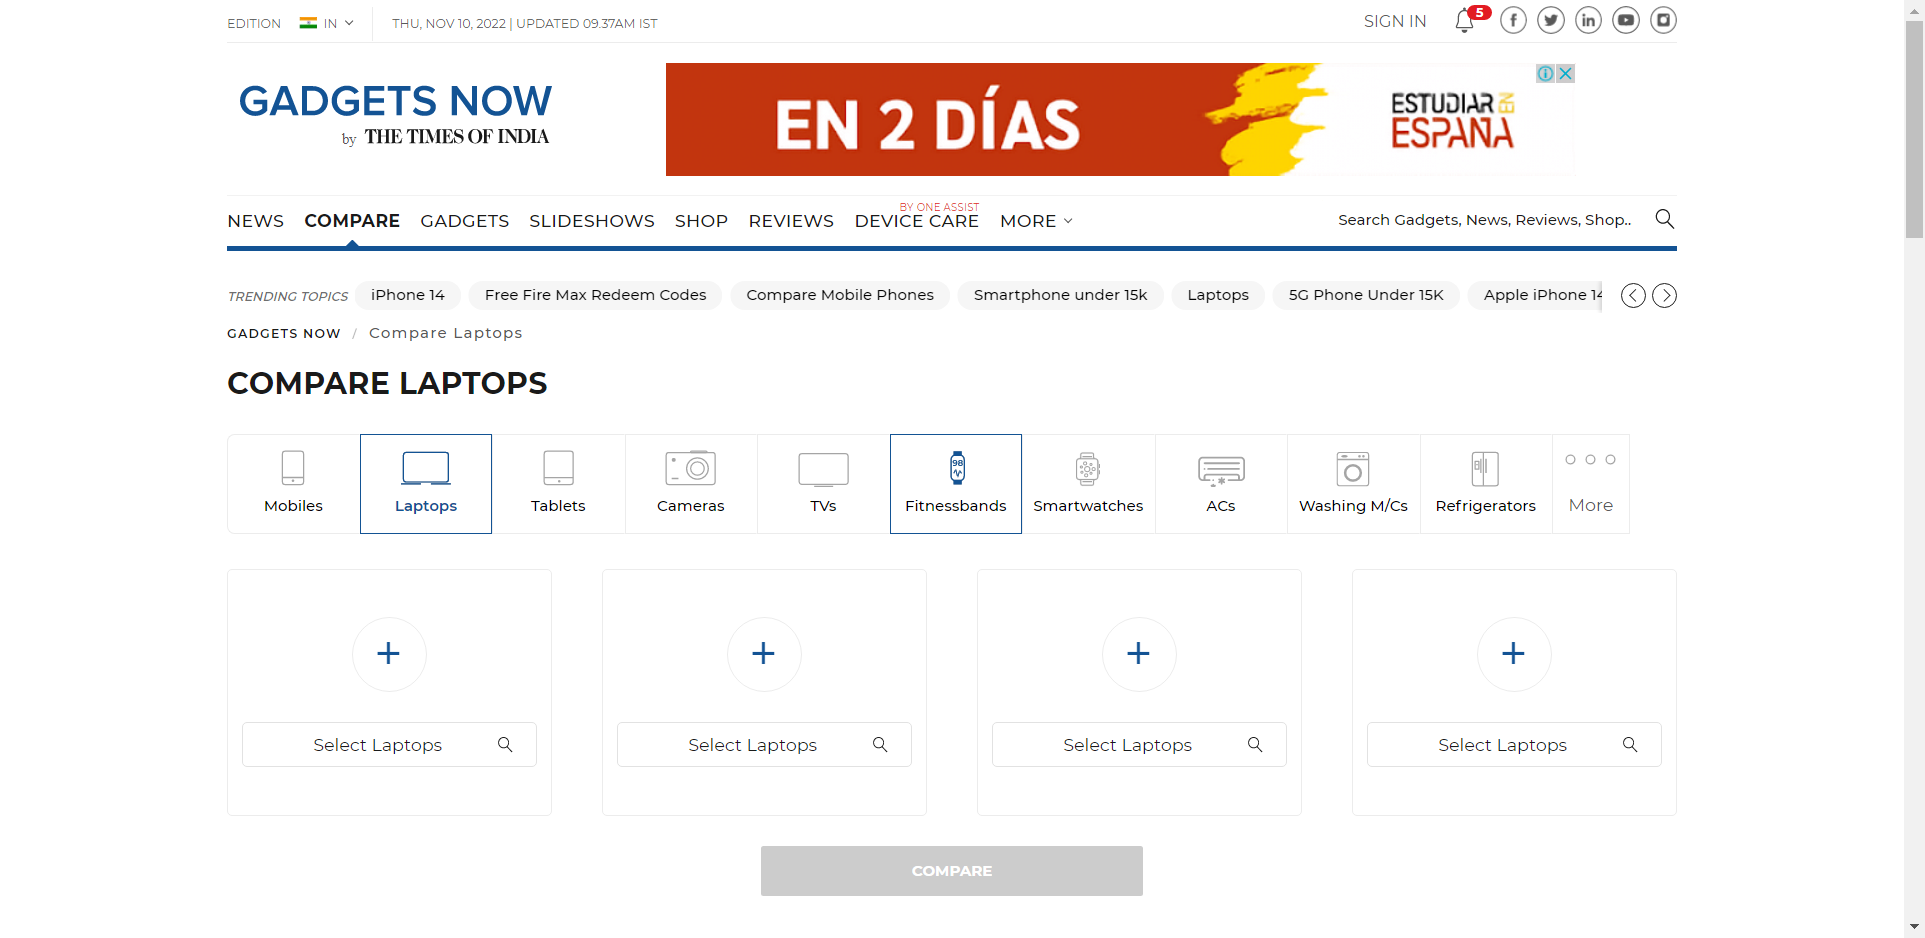 EDITION IN THU, NOV 10, 2022 | UPDATED 09.37AM IST SIGN IN 5
GADGETS NOW
by THE TIMES OF INDIA
EN 2 DÍAS
ESTUDIAR EN
ESPAÑA
BY ONE ASSIST
NEWS COMPARE GADGETS SLIDESHOWS SHOP REVIEWS DEVICE CARE MORE Search Gadgets, News, Reviews, Shop..
TRENDING TOPICS iPhone 14 Free Fire Max Redeem Codes Compare Mobile Phones Smartphone under 15k Laptops 5G Phone Under 15K Apple iPhone 14
GADGETS NOW / Compare Laptops
COMPARE LAPTOPS
98
Mobiles Laptops Tablets Cameras TVs Fitnessbands Smartwatches ACs Washing M/Cs Refrigerators More
Select Laptops Select Laptops Select Laptops Select Laptops
COMPARE